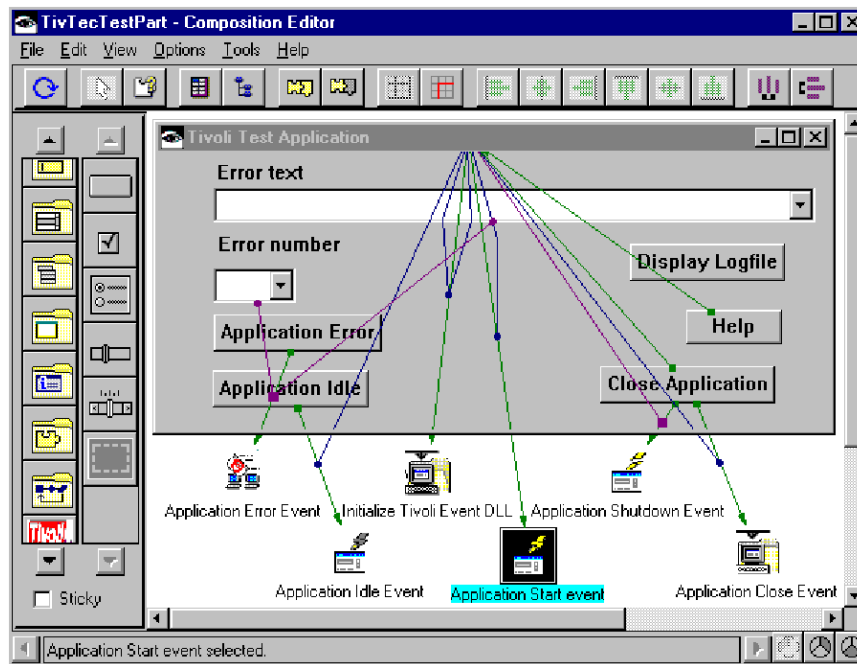 TivTecTestPart - Composition Editor
File Edit View Options Tools Help
Tivoli Test Application
Error text
Error number
Display Logfile
Application Error
Help
Application Idle
Close Application
Application Error Event
Initialize Tivoli Event DLL
Application Shutdown Event
Application Idle Event
Application Start event
Application Close Event
Sticky
Application Start event selected.